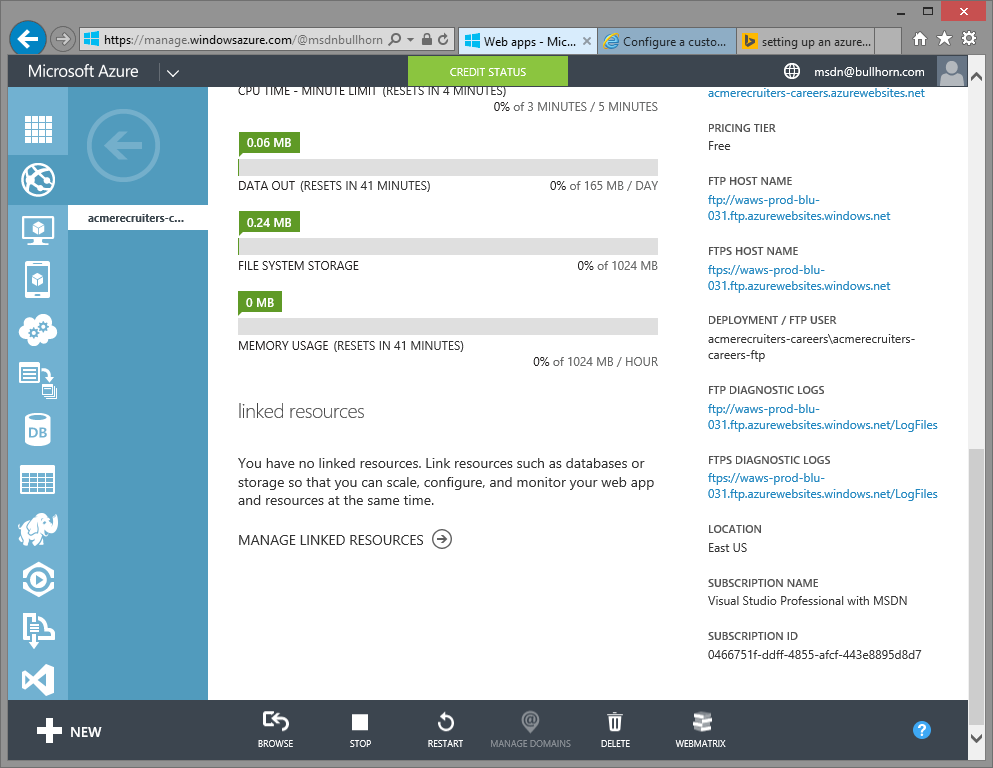 https://manage.windowsazure.com/@msdnbullhorn
Web apps - Mic...
Configure a custo...
setting up an azure...
Microsoft Azure
CREDIT STATUS
msdn@bullhorn.com
acmerecruiters-c...
CPU TIME - MINUTE LIMIT (RESETS IN 4 MINUTES)
0% of 3 MINUTES / 5 MINUTES
0.06 MB
DATA OUT (RESETS IN 41 MINUTES)
0% of 165 MB / DAY
0.24 MB
FILE SYSTEM STORAGE
0% of 1024 MB
0 MB
MEMORY USAGE (RESETS IN 41 MINUTES)
0% of 1024 MB / HOUR
linked resources
You have no linked resources. Link resources such as databases or
storage so that you can scale, configure, and monitor your web app
and resources at the same time.
MANAGE LINKED RESOURCES
acmerecruiters-careers.azurewebsites.net
PRICING TIER
Free
FTP HOST NAME
ftp://waws-prod-blu-
031.ftp.azurewebsites.windows.net
FTPS HOST NAME
ftps://waws-prod-blu-
031.ftp.azurewebsites.windows.net
DEPLOYMENT / FTP USER
acmerecruiters-careers\acmerecruiters-
careers-ftp
FTP DIAGNOSTIC LOGS
ftp://waws-prod-blu-
031.ftp.azurewebsites.windows.net/LogFiles
FTPS DIAGNOSTIC LOGS
ftps://waws-prod-blu-
031.ftp.azurewebsites.windows.net/LogFiles
LOCATION
East US
SUBSCRIPTION NAME
Visual Studio Professional with MSDN
SUBSCRIPTION ID
0466751f-ddff-4855-afcf-443e8895d8d7
DB
NEW
BROWSE
STOP
RESTART
MANAGE DOMAINS
DELETE
WEBMATRIX
?